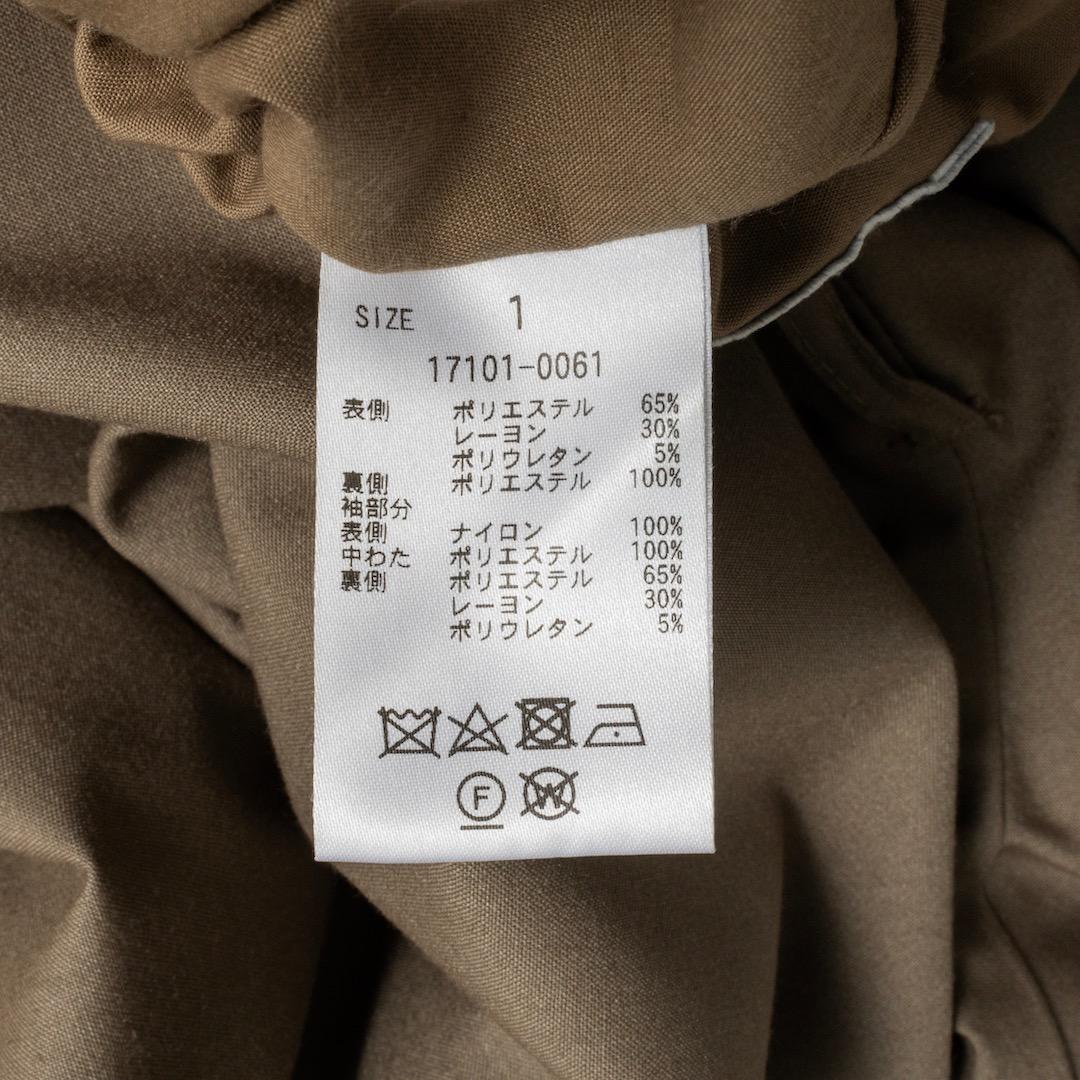 SIZE 1
17101-0061
表側 ポリエステル 65%
レーヨン 30%
ポリウレタン 5%
裏側 ポリエステル 100%
袖部分
表側 ナイロン 100%
中わた ポリエステル 100%
裏側 ポリエステル 65%
レーヨン 30%
ポリウレタン 5%
F W